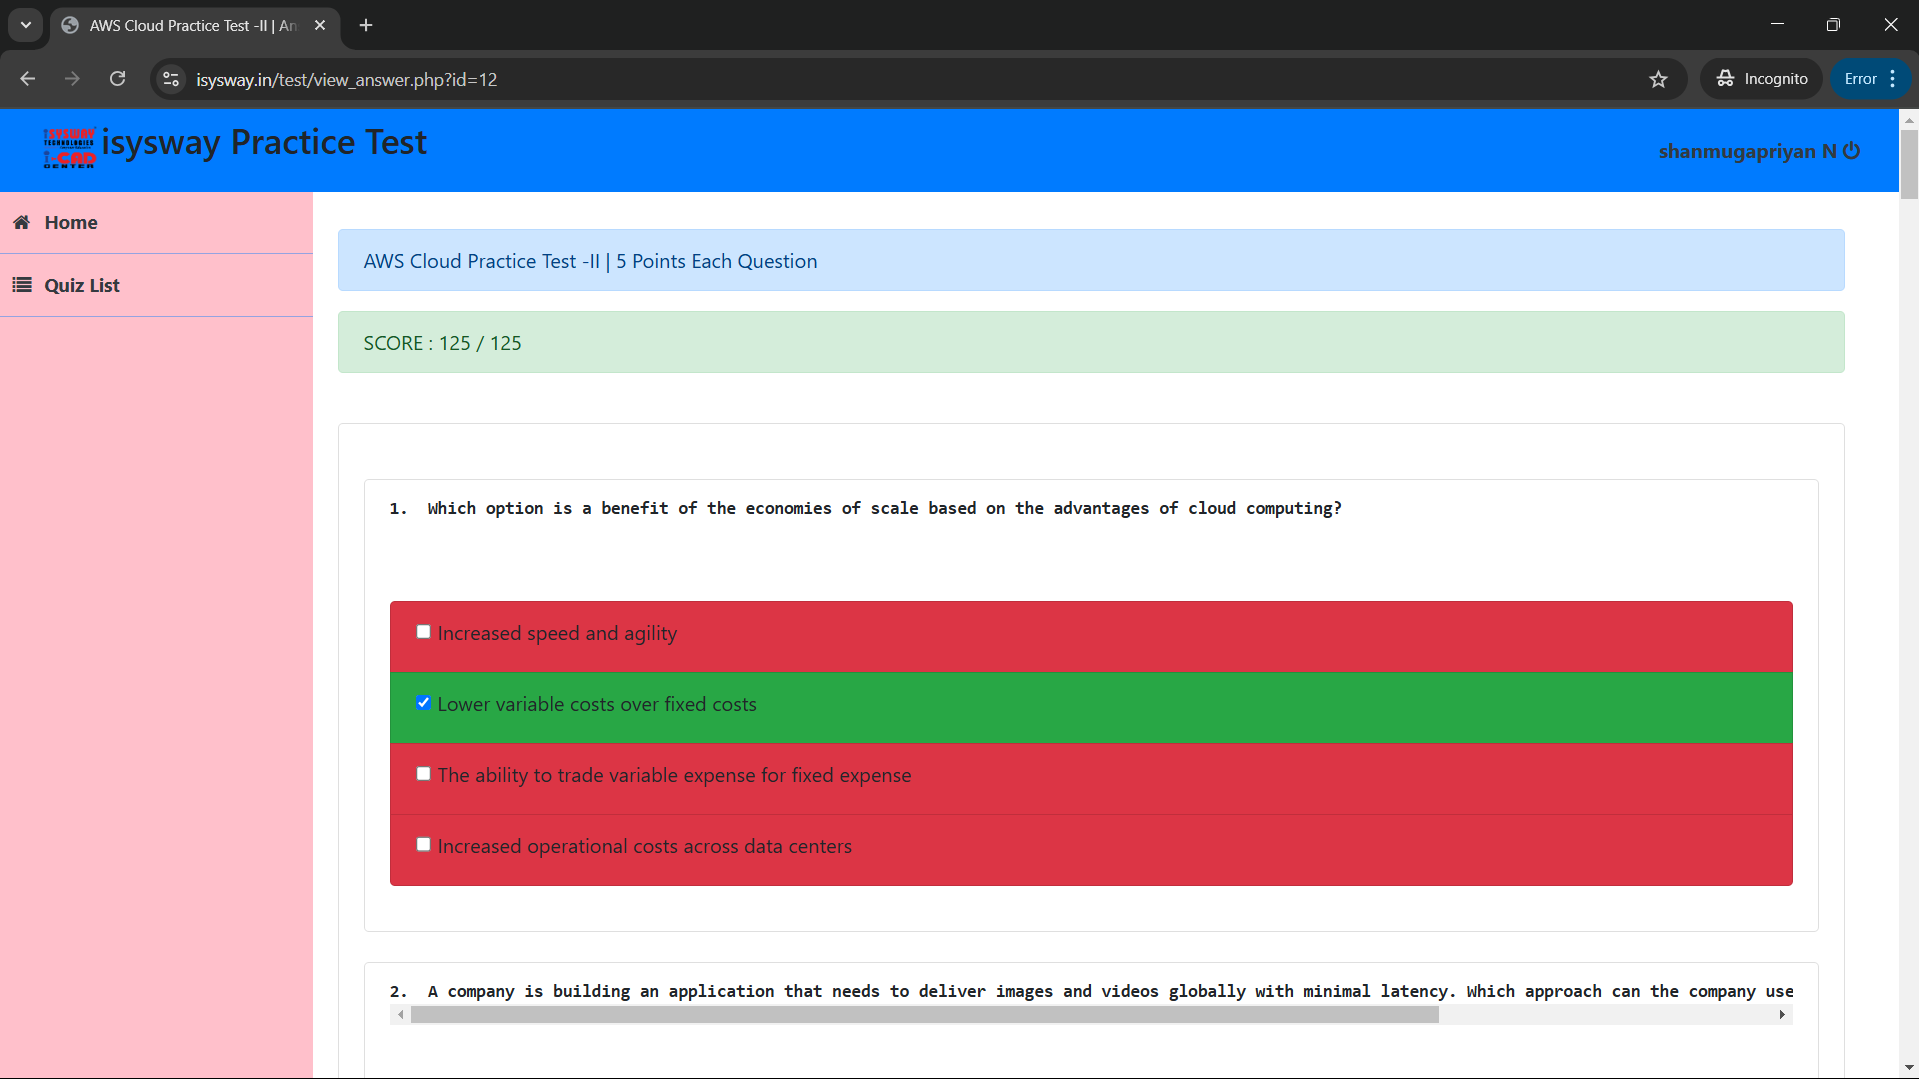 AWS Cloud Practice Test -II | An
isysway.in/test/view_answer.php?id=12
Incognito
Error
ISYSWAY
TECHNOLOGIES
i-CAD
CENTER
isysway Practice Test
shanmugapriyan N
Home
Quiz List
AWS Cloud Practice Test -II | 5 Points Each Question
SCORE : 125 / 125
1. Which option is a benefit of the economies of scale based on the advantages of cloud computing?
Increased speed and agility
Lower variable costs over fixed costs
The ability to trade variable expense for fixed expense
Increased operational costs across data centers
2. A company is building an application that needs to deliver images and videos globally with minimal latency. Which approach can the company use